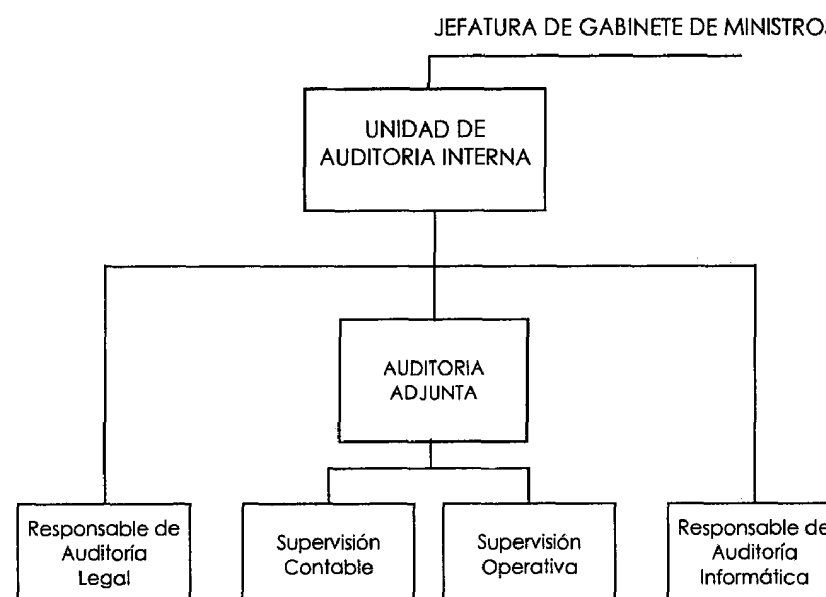 JEFATURA DE GABINETE DE MINISTROS
UNIDAD DE
AUDITORIA INTERNA
AUDITORIA
ADJUNTA
Responsable de
Auditoría
Legal
Supervisión
Contable
Supervisión
Operativa
Responsable de
Auditoría
Informática